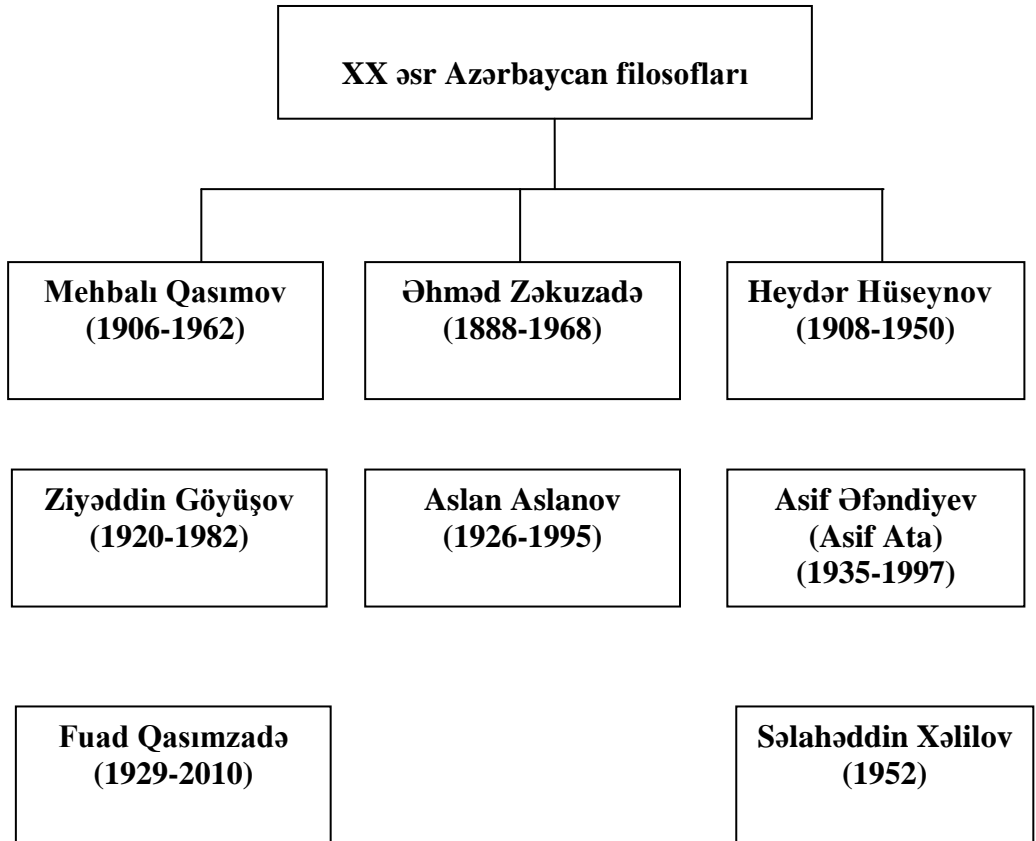 XX əsr Azərbaycan filosofları
Mehbalı Qasımov
(1906-1962)
Əhməd Zəkuzadə
(1888-1968)
Heydər Hüseynov
(1908-1950)
Ziyəddin Göyüşov
(1920-1982)
Aslan Aslanov
(1926-1995)
Asif Əfəndiyev
(Asif Ata)
(1935-1997)
Fuad Qasımzadə
(1929-2010)
Səlahəddin Xəlilov
(1952)